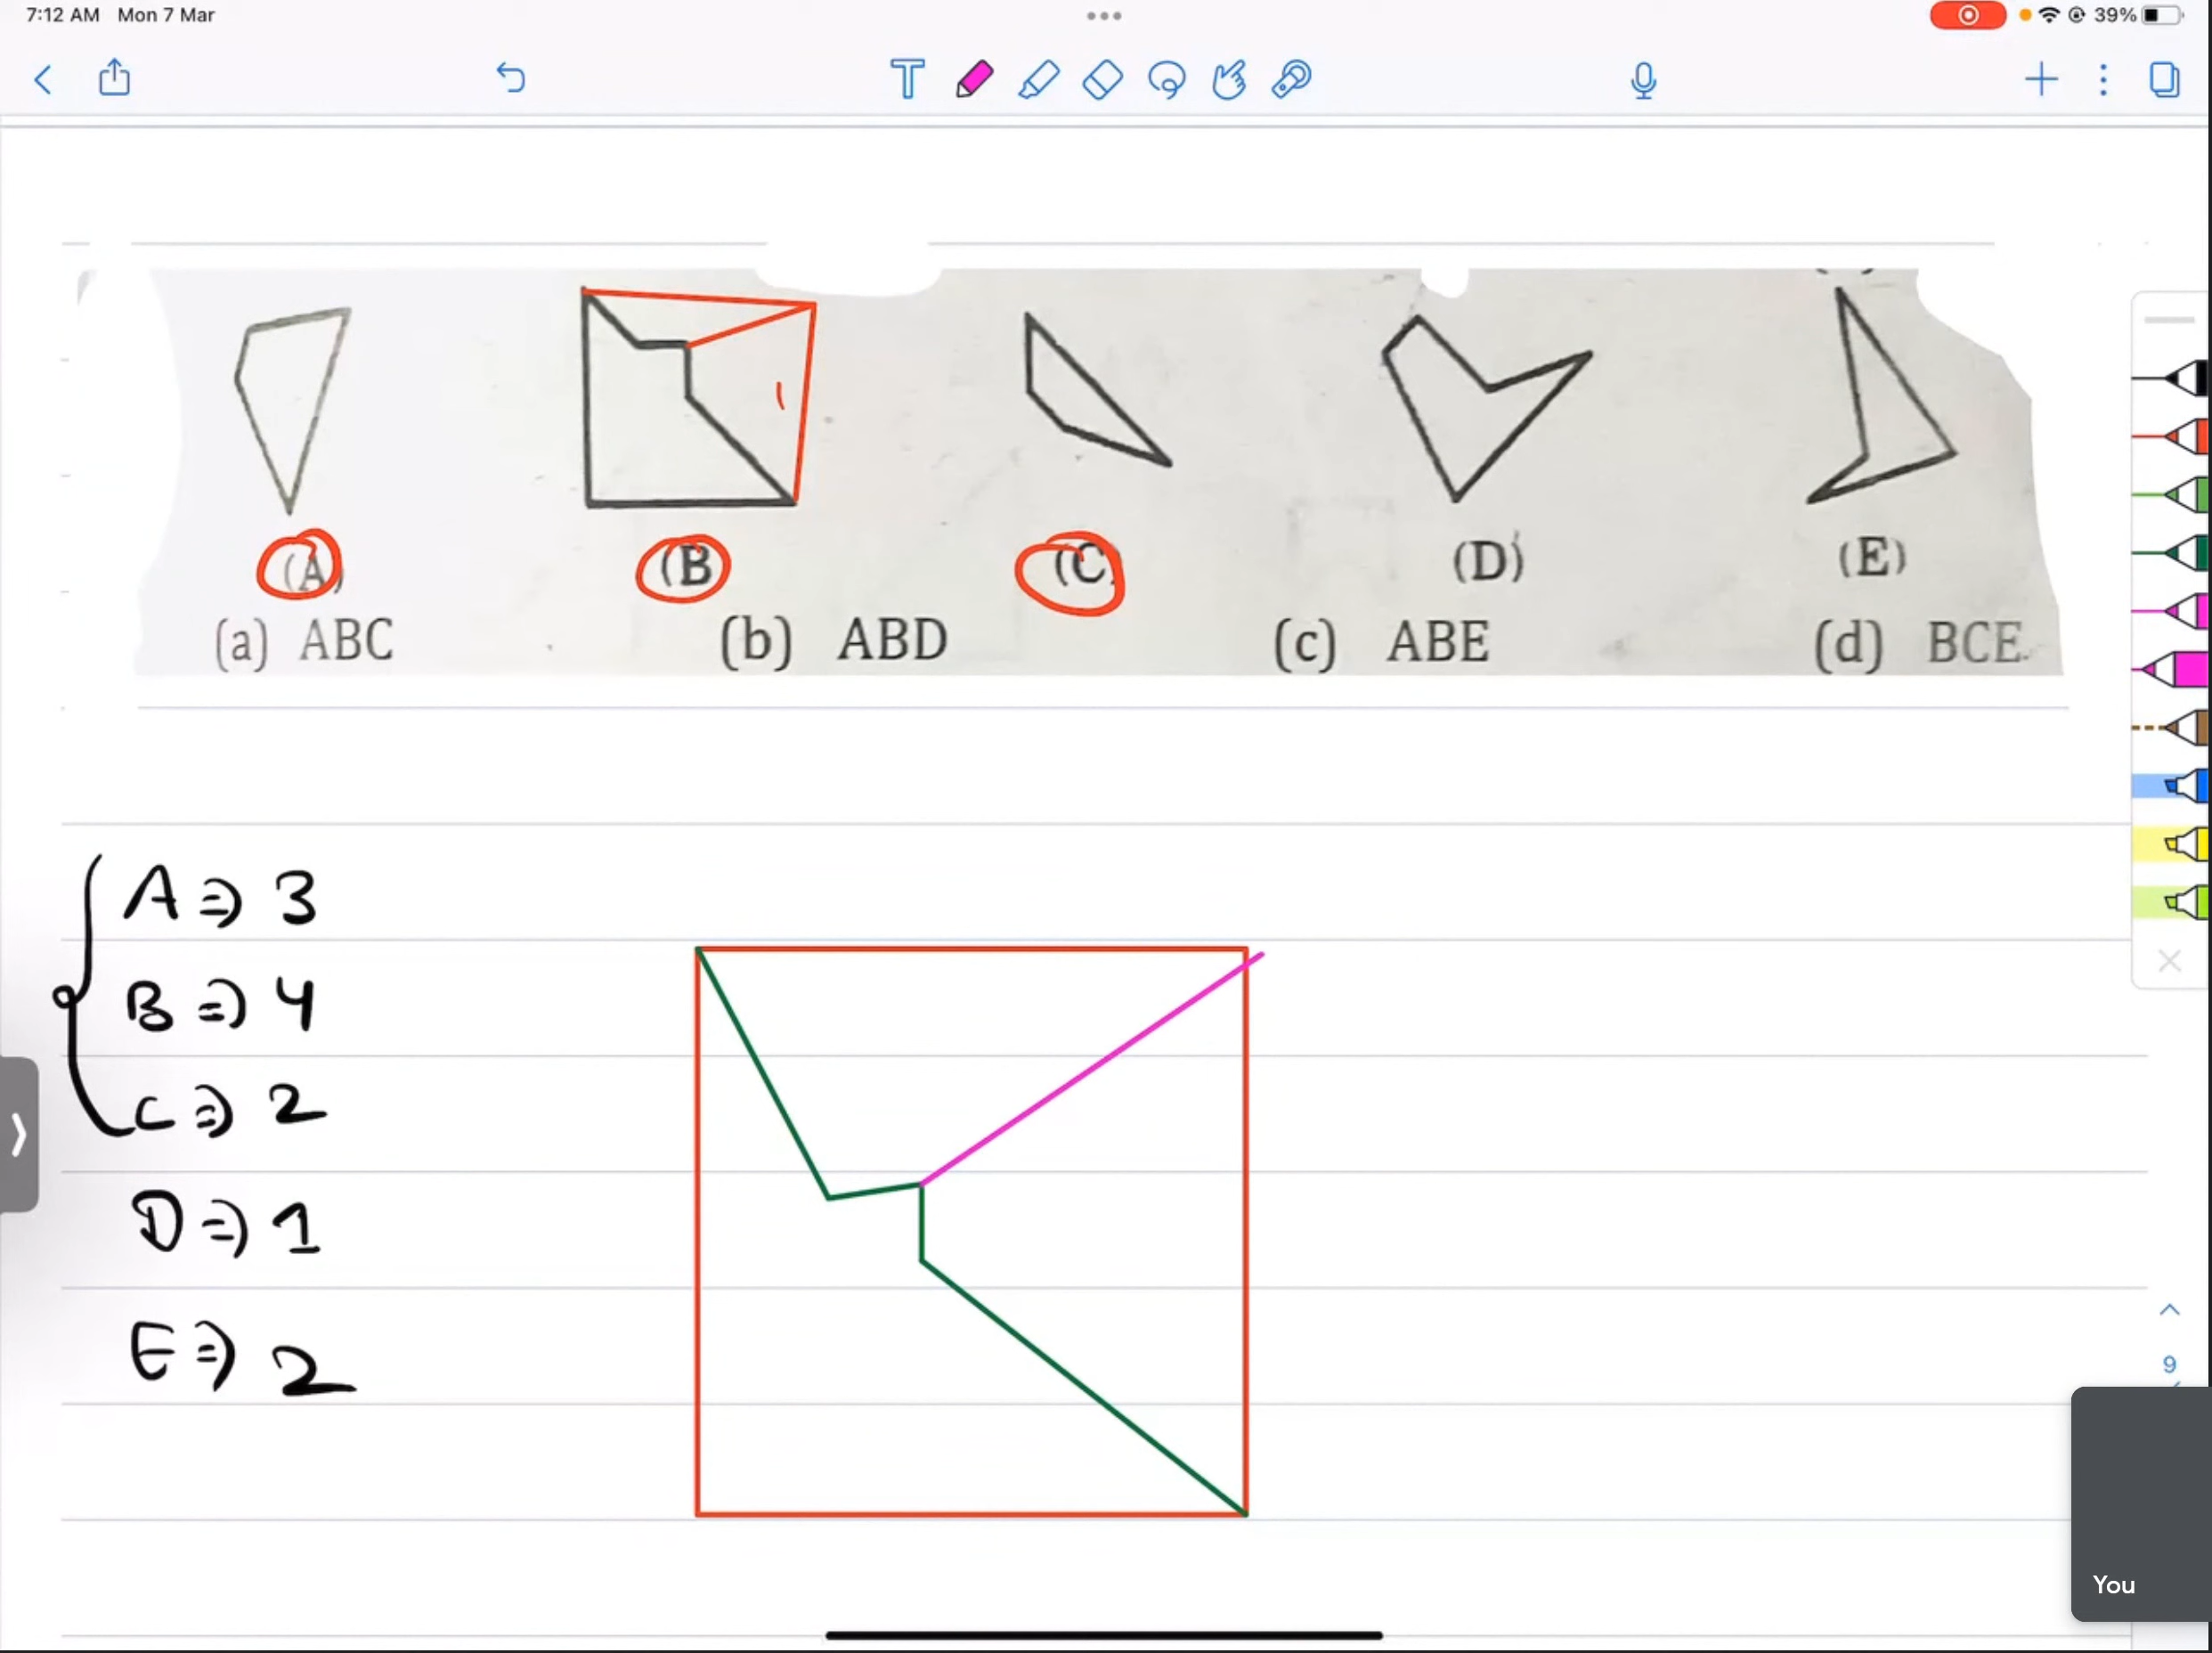 7:12 AM Mon 7 Mar 39%
T
(A) (B) (C) (D) (E)
(a) ABC (b) ABD (c) ABE (d) BCE
A ⇒ 3
B ⇒ 4
C ⇒ 2
D ⇒ 1
E ⇒ 2
9
You